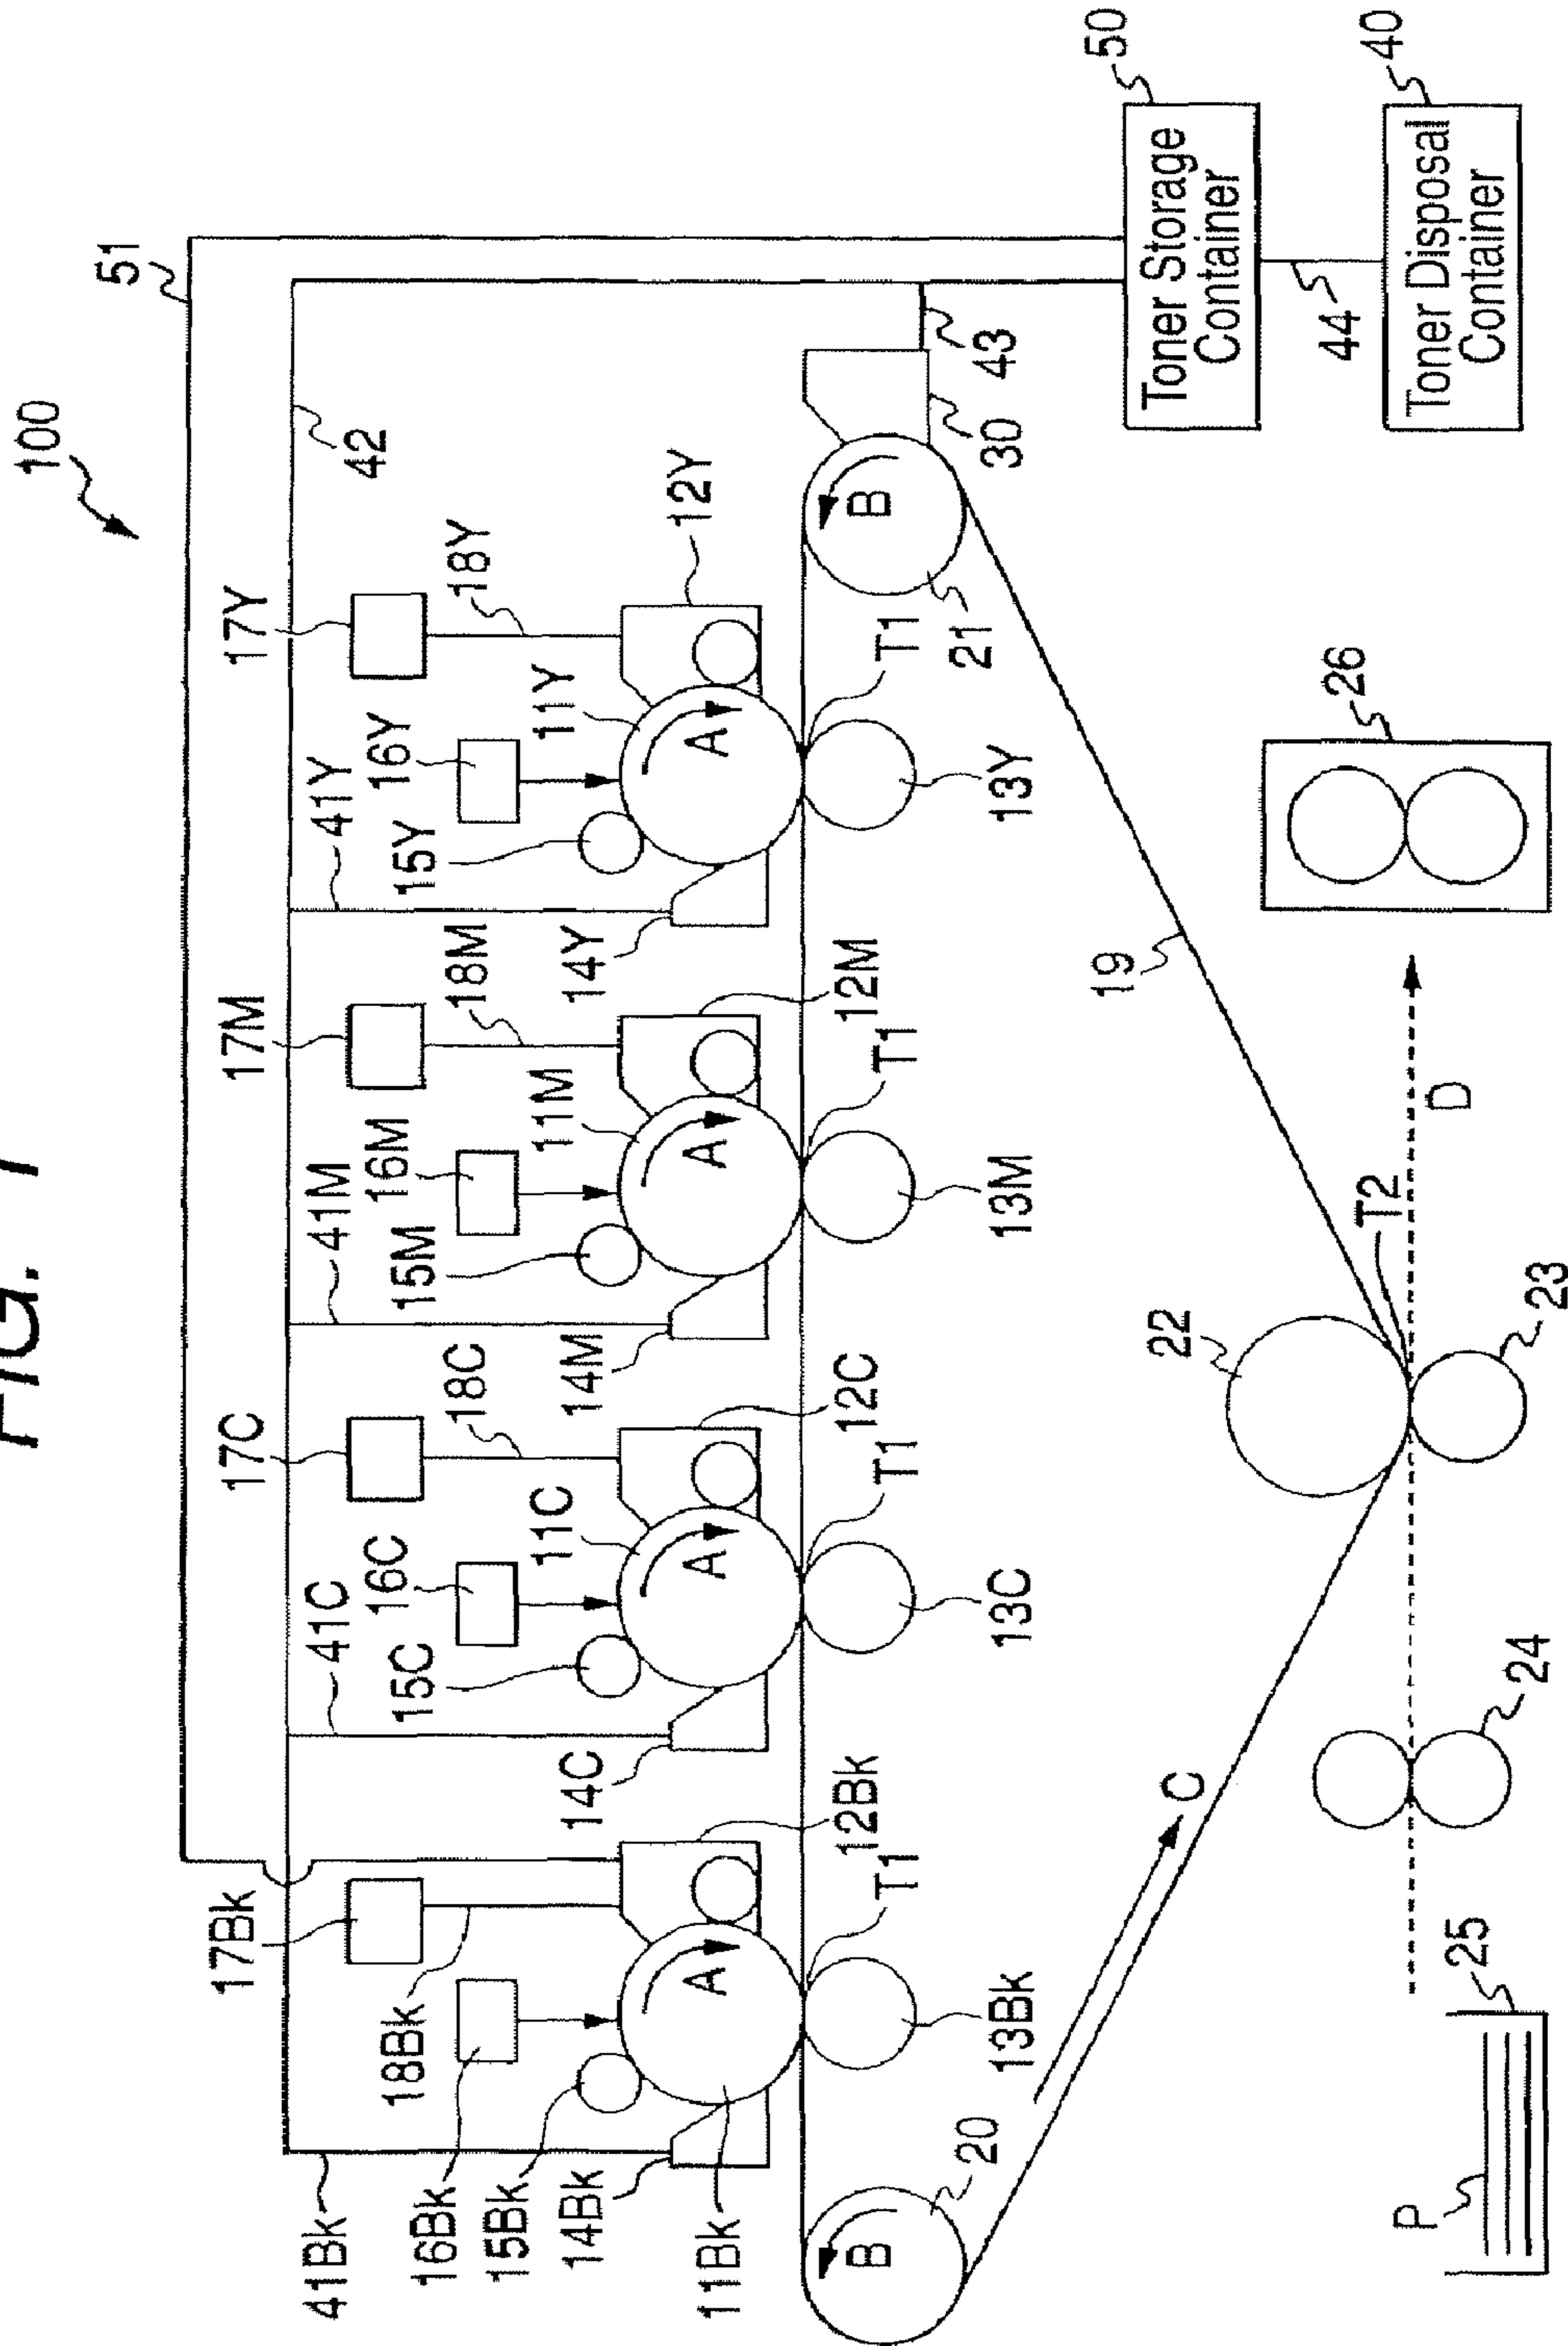 FIG. 1
100
51
42
17Bk
17C
17M
17Y
41Bk
41C
41M
41Y
18Bk
18C
18M
18Y
16Bk
16C
16M
16Y
15Bk
15C
15M
15Y
14Bk
14C
14M
14Y
11Bk
11C
11M
11Y
12Bk
12C
12M
12Y
A
A
A
A
B
B
T1
T1
T1
T1
13Bk
13C
13M
13Y
20
21
30
43
C
19
22
T2
D
23
24
25
P
26
50
Toner Storage
Container
44
40
Toner Disposal
Container